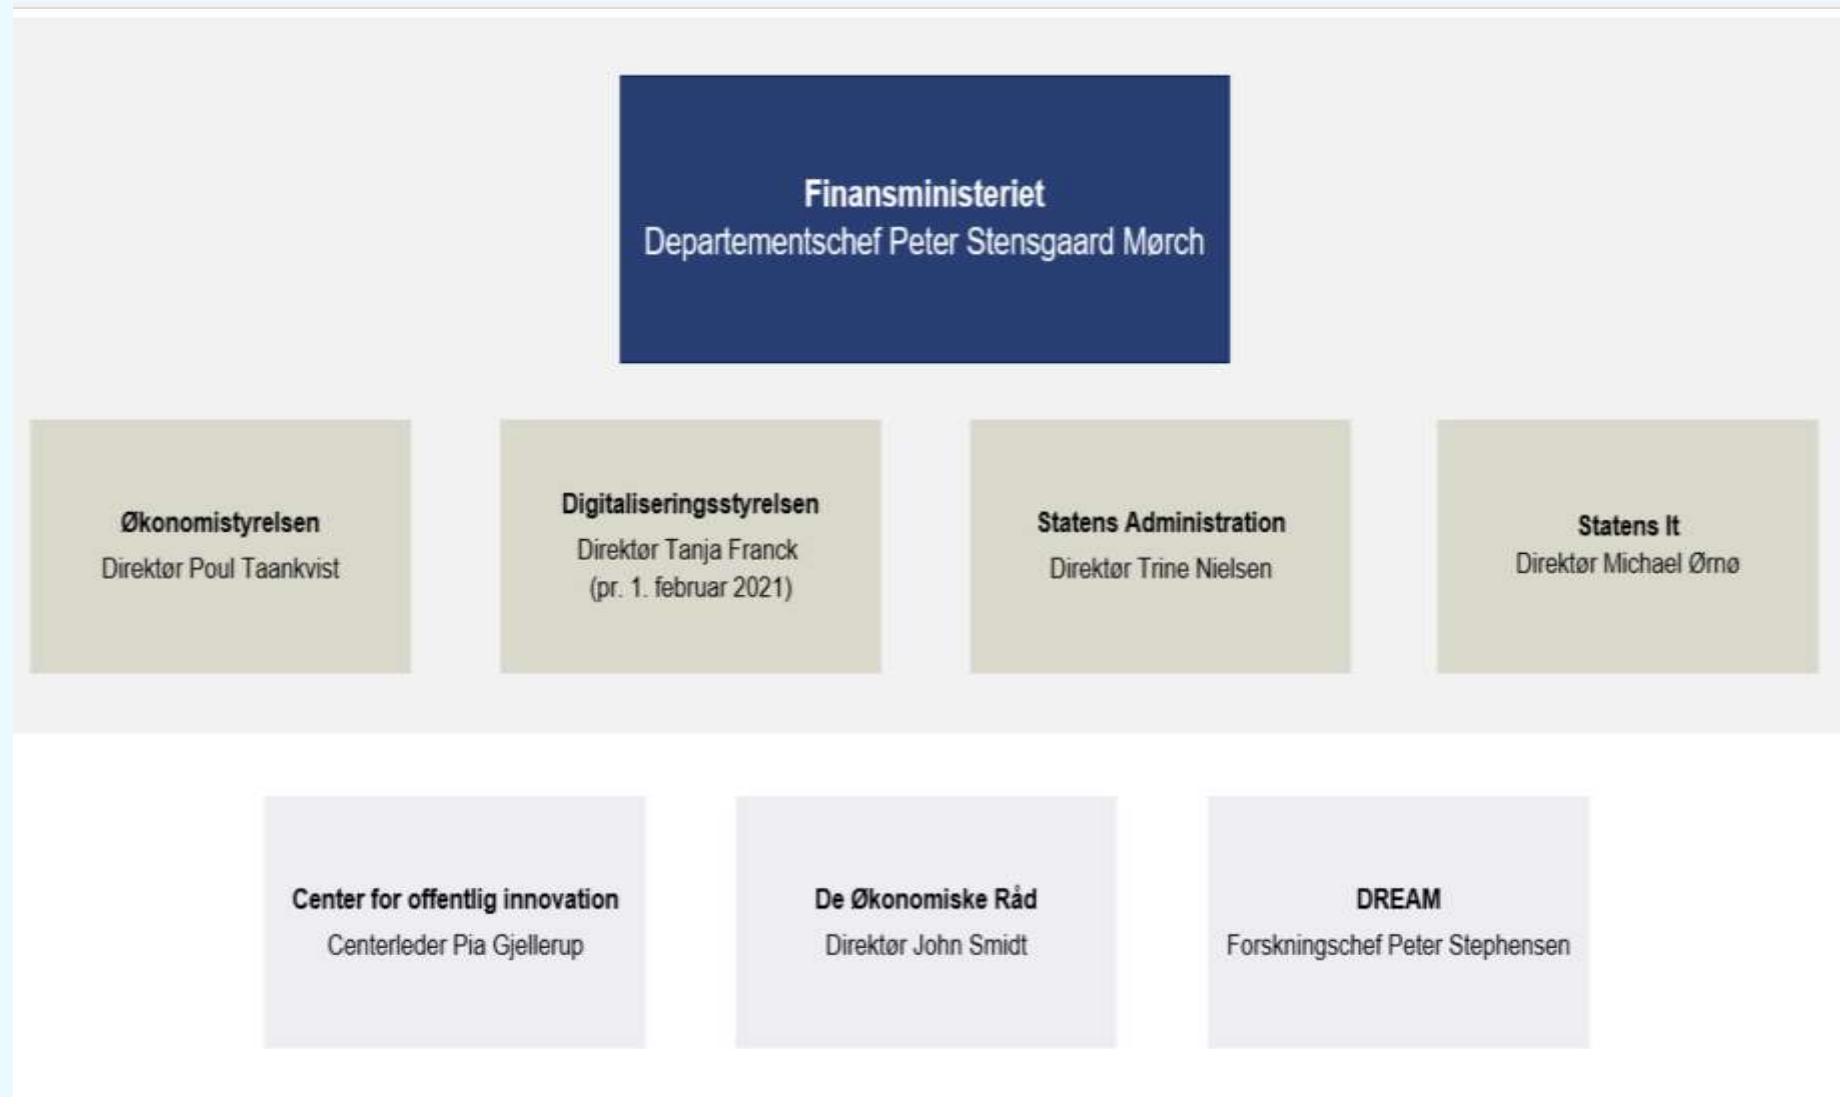 Finansministeriet
Departementschef Peter Stensgaard Mørch
Økonomistyrelsen
Direktør Poul Taankvist
Digitaliseringsstyrelsen
Direktør Tanja Franck
(pr. 1. februar 2021)
Statens Administration
Direktør Trine Nielsen
Statens It
Direktør Michael Ørnø
Center for offentlig innovation
Centerleder Pia Gjellerup
De Økonomiske Råd
Direktør John Smidt
DREAM
Forskningschef Peter Stephensen